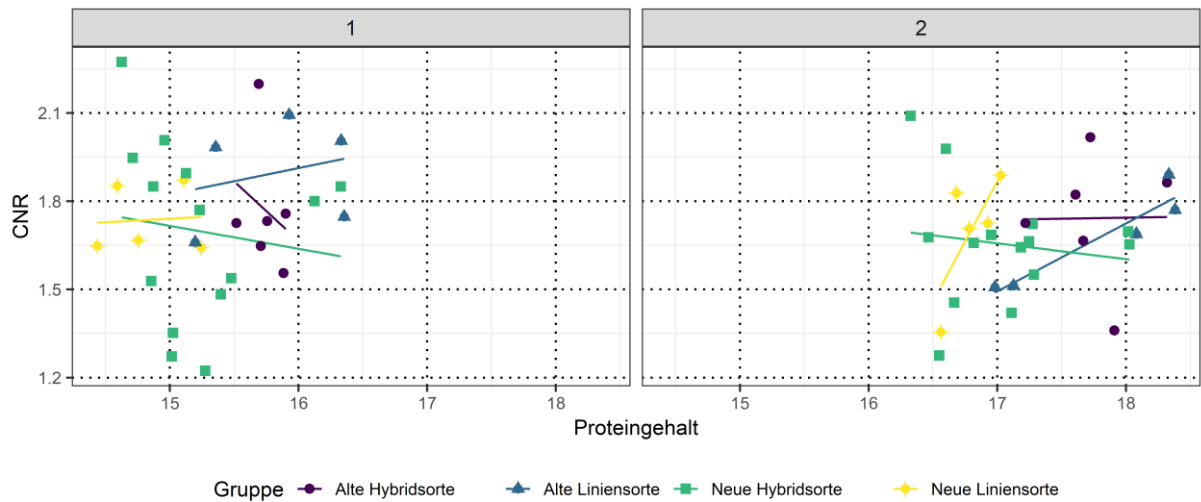 1 2
CNR
2.1
1.8
1.5
1.2
15 16 17 18 15 16 17 18
Proteingehalt
Gruppe Alte Hybridsorte Alte Liniensorte Neue Hybridsorte Neue Liniensorte